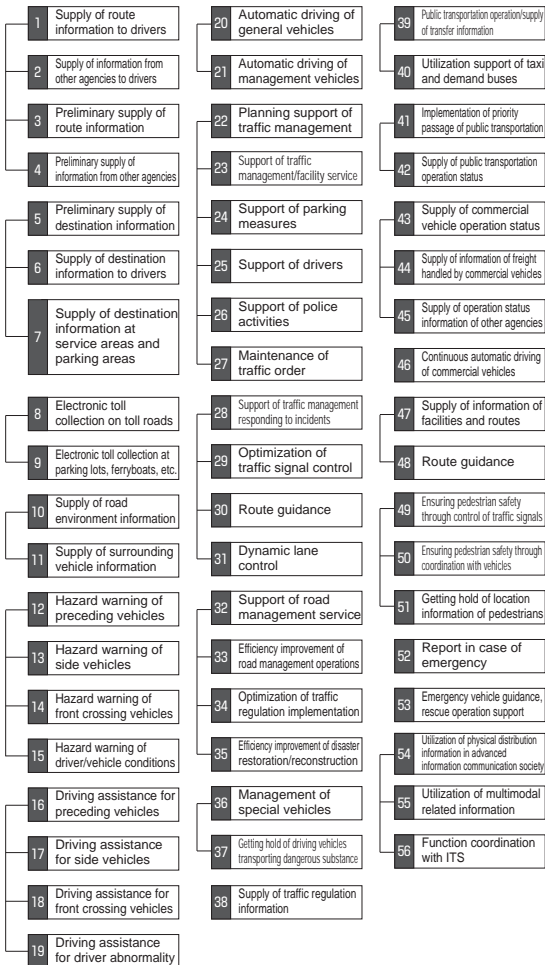 1
Supply of route
information to drivers
2
Supply of information from
other agencies to drivers
3
Preliminary supply of
route information
4
Preliminary supply of
information from other agencies
5
Preliminary supply of
destination information
6
Supply of destination
information to drivers
7
Supply of destination
information at
service areas and
parking areas
8
Electronic toll
collection on toll roads
9
Electronic toll collection at
parking lots, ferryboats, etc.
10
Supply of road
environment information
11
Supply of surrounding
vehicle information
12
Hazard warning of
preceding vehicles
13
Hazard warning of
side vehicles
14
Hazard warning of
front crossing vehicles
15
Hazard warning of
driver/vehicle conditions
16
Driving assistance for
preceding vehicles
17
Driving assistance
for side vehicles
18
Driving assistance for
front crossing vehicles
19
Driving assistance
for driver abnormality
20
Automatic driving of
general vehicles
21
Automatic driving of
management vehicles
22
Planning support of
traffic management
23
Support of traffic
management/facility service
24
Support of parking
measures
25
Support of drivers
26
Support of police
activities
27
Maintenance of
traffic order
28
Support of traffic management
responding to incidents
29
Optimization of
traffic signal control
30
Route guidance
31
Dynamic lane
control
32
Support of road
management service
33
Efficiency improvement of
road management operations
34
Optimization of traffic
regulation implementation
35
Efficiency improvement of disaster
restoration/reconstruction
36
Management of
special vehicles
37
Getting hold of driving vehicles
transporting dangerous substance
38
Supply of traffic regulation
information
39
Public transportation operation/supply
of transfer information
40
Utilization support of taxi
and demand buses
41
Implementation of priority
passage of public transportation
42
Supply of public transportation
operation status
43
Supply of commercial
vehicle operation status
44
Supply of information of freight
handled by commercial vehicles
45
Supply of operation status
information of other agencies
46
Continuous automatic driving
of commercial vehicles
47
Supply of information of
facilities and routes
48
Route guidance
49
Ensuring pedestrian safety
through control of traffic signals
50
Ensuring pedestrian safety through
coordination with vehicles
51
Getting hold of location
information of pedestrians
52
Report in case of
emergency
53
Emergency vehicle guidance,
rescue operation support
54
Utilization of physical distribution
information in advanced
information communication society
55
Utilization of multimodal
related information
56
Function coordination
with ITS